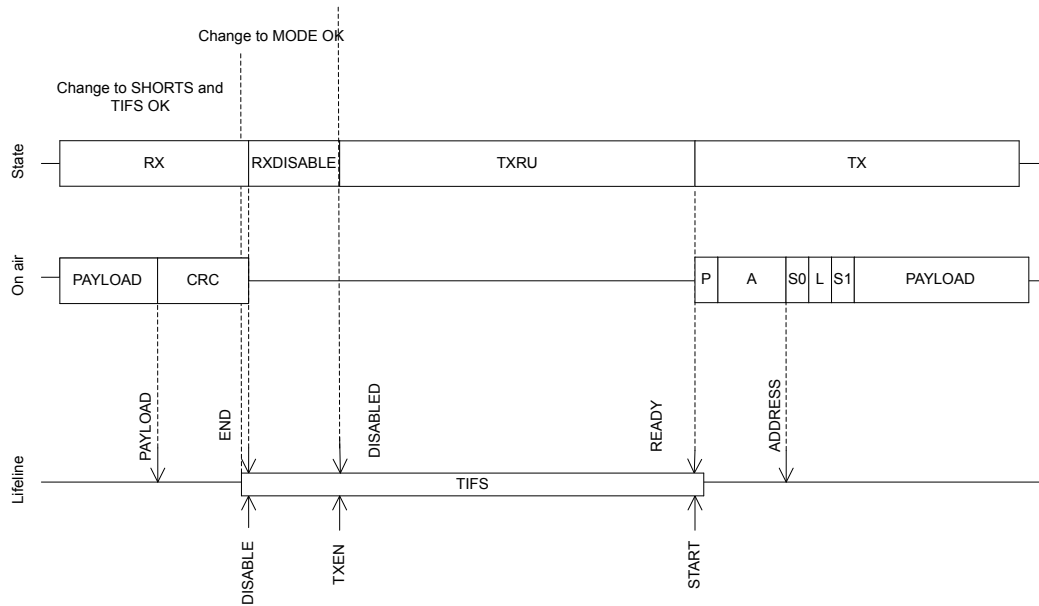 Change to MODE OK
Change to SHORTS and
TIFS OK
State
RX
RXDISABLE
TXRU
TX
On air
PAYLOAD
CRC
P
A
S0
L
S1
PAYLOAD
PAYLOAD
END
DISABLED
READY
ADDRESS
Lifeline
TIFS
DISABLE
TXEN
START